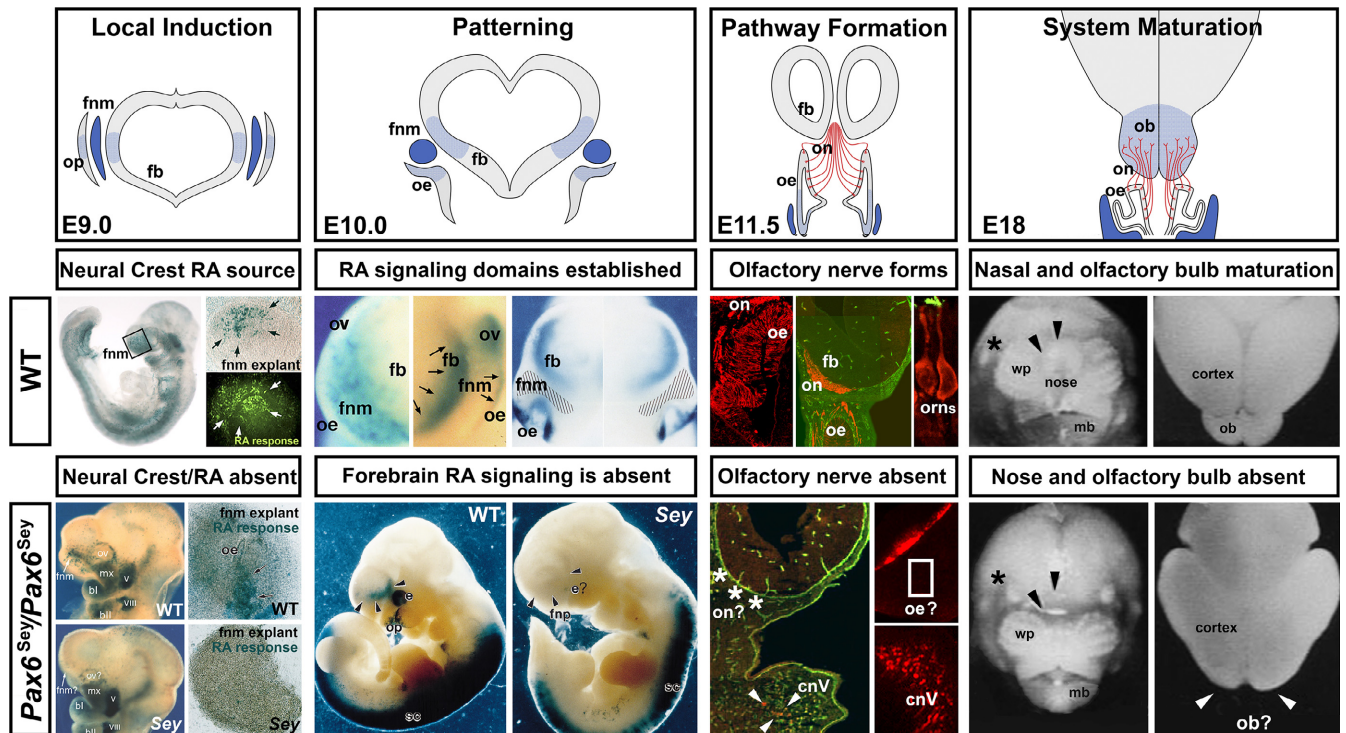 Local Induction
fnm
op
fb
E9.0
Patterning
fnm
fb
oe
E10.0
Pathway Formation
fb
on
oe
E11.5
System Maturation
ob
on
oe
E18
WT
Neural Crest RA source
fnm
fnm explant
RA response
RA signaling domains established
ov
fb
fnm
oe
ov
fb
fnm
oe
fb
fnm
oe
Olfactory nerve forms
on
oe
fb
on
oe
orns
Nasal and olfactory bulb maturation
*
wp
nose
mb
cortex
ob
Pax6Sey/Pax6Sey
Neural Crest/RA absent
ov
fnm
mx
v
bI
VIII
bII
WT
fnm explant
RA response
oe
WT
ov?
fnm?
mx
bI
v
VIII
bII
Sey
fnm explant
RA response
Sey
Forebrain RA signaling is absent
WT
e
op
sc
Sey
e?
fnp
sc
Olfactory nerve absent
* * *
on?
cnV
oe?
cnV
Nose and olfactory bulb absent
*
wp
mb
cortex
ob?